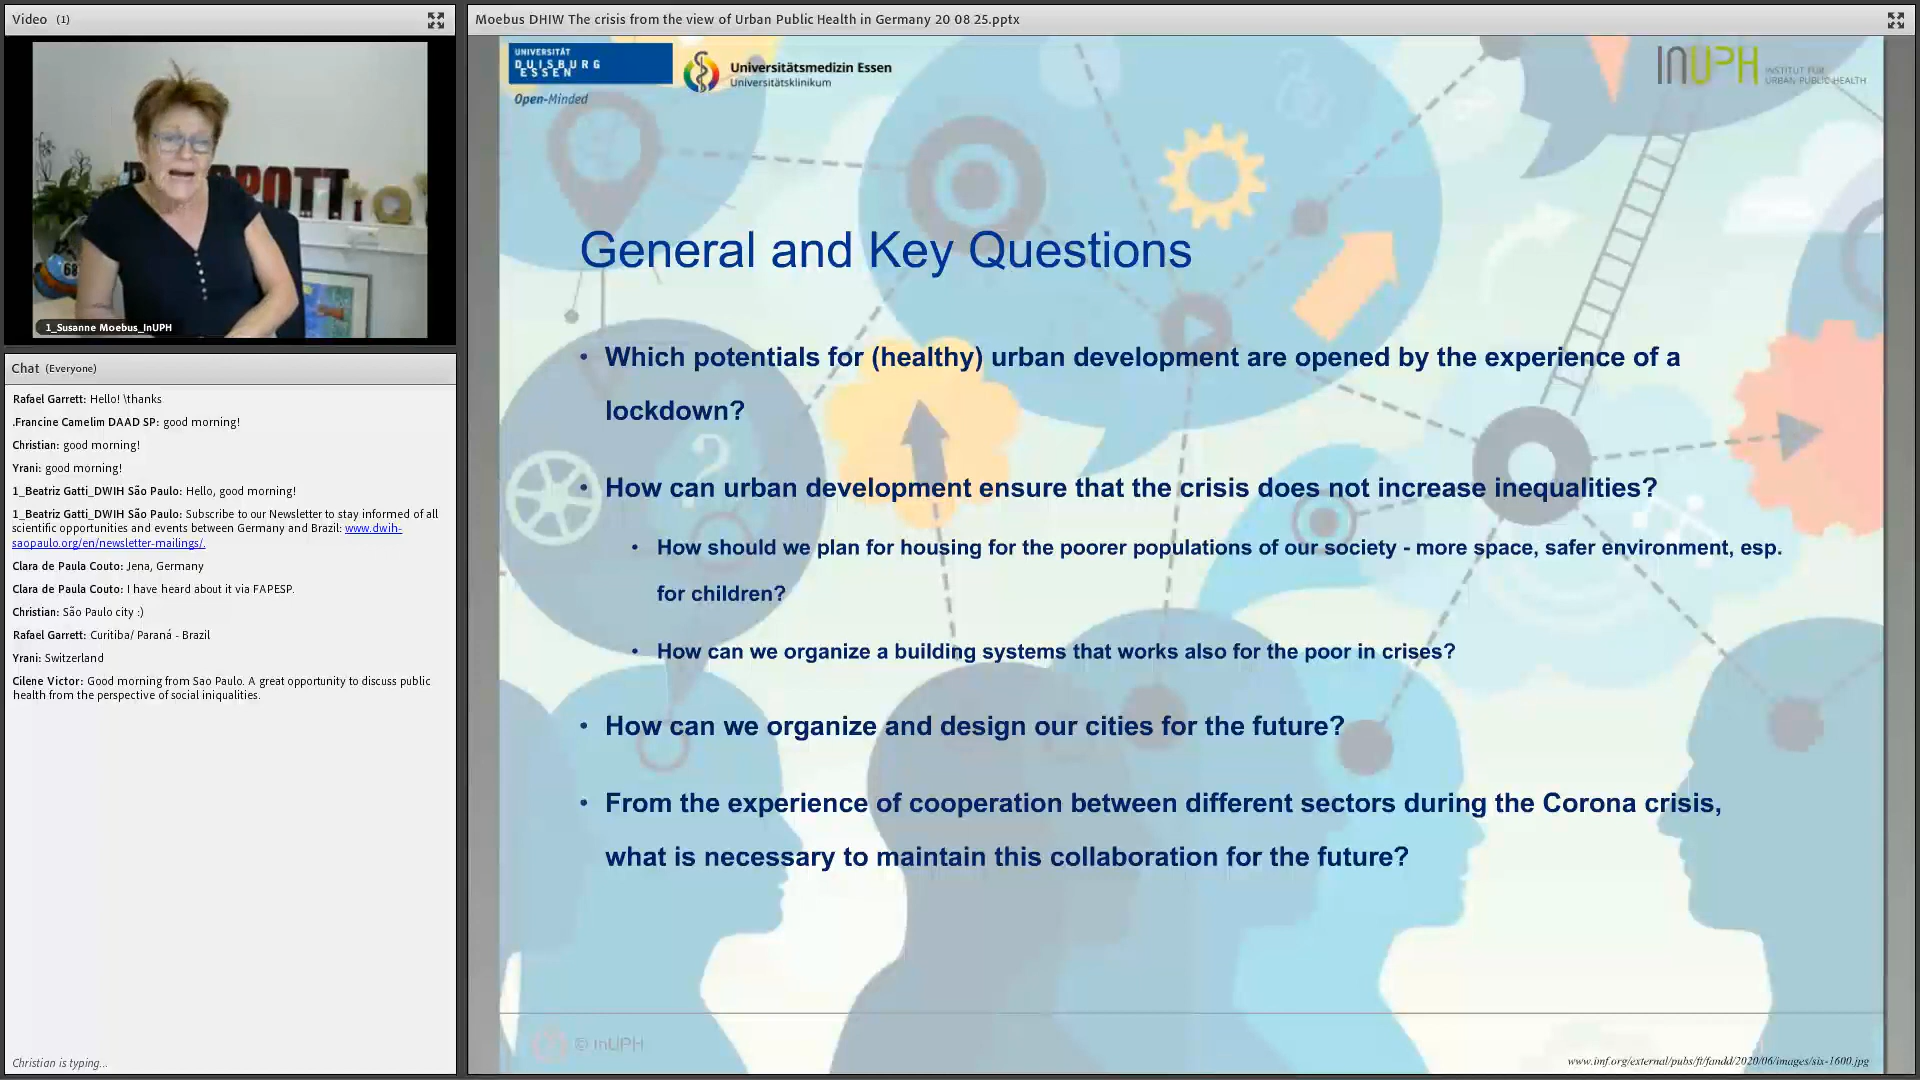 Video (1)
1_Susanne Moebus_InUPH
Chat (Everyone)
Rafael Garrett: Hello! \thanks
.Francine Camelim DAAD SP: good morning!
Christian: good morning!
Yrani: good morning!
1_Beatriz Gatti_DWIH São Paulo: Hello, good morning!
1_Beatriz Gatti_DWIH São Paulo: Subscribe to our Newsletter to stay informed of all
scientific opportunities and events between Germany and Brazil: www.dwih-
saopaulo.org/en/newsletter-mailings/.
Clara de Paula Couto: Jena, Germany
Clara de Paula Couto: I have heard about it via FAPESP.
Christian: São Paulo city :)
Rafael Garrett: Curitiba/ Paraná - Brazil
Yrani: Switzerland
Cilene Victor: Good morning from Sao Paulo. A great opportunity to discuss public
health from the perspective of social iniqualities.
Christian is typing...
Moebus DHIW The crisis from the view of Urban Public Health in Germany 20 08 25.pptx
UNIVERSITÄT
DUISBURG
ESSEN
Open-Minded
Universitätsmedizin Essen
Universitätsklinikum
INUPH
INSTITUT FÜR
URBAN PUBLIC HEALTH
General and Key Questions
• Which potentials for (healthy) urban development are opened by the experience of a
lockdown?
• How can urban development ensure that the crisis does not increase inequalities?
• How should we plan for housing for the poorer populations of our society - more space, safer environment, esp.
for children?
• How can we organize a building systems that works also for the poor in crises?
• How can we organize and design our cities for the future?
• From the experience of cooperation between different sectors during the Corona crisis,
what is necessary to maintain this collaboration for the future?
© InUPH
www.imf.org/external/pubs/ft/fandd/2020/06/images/six-1600.jpg